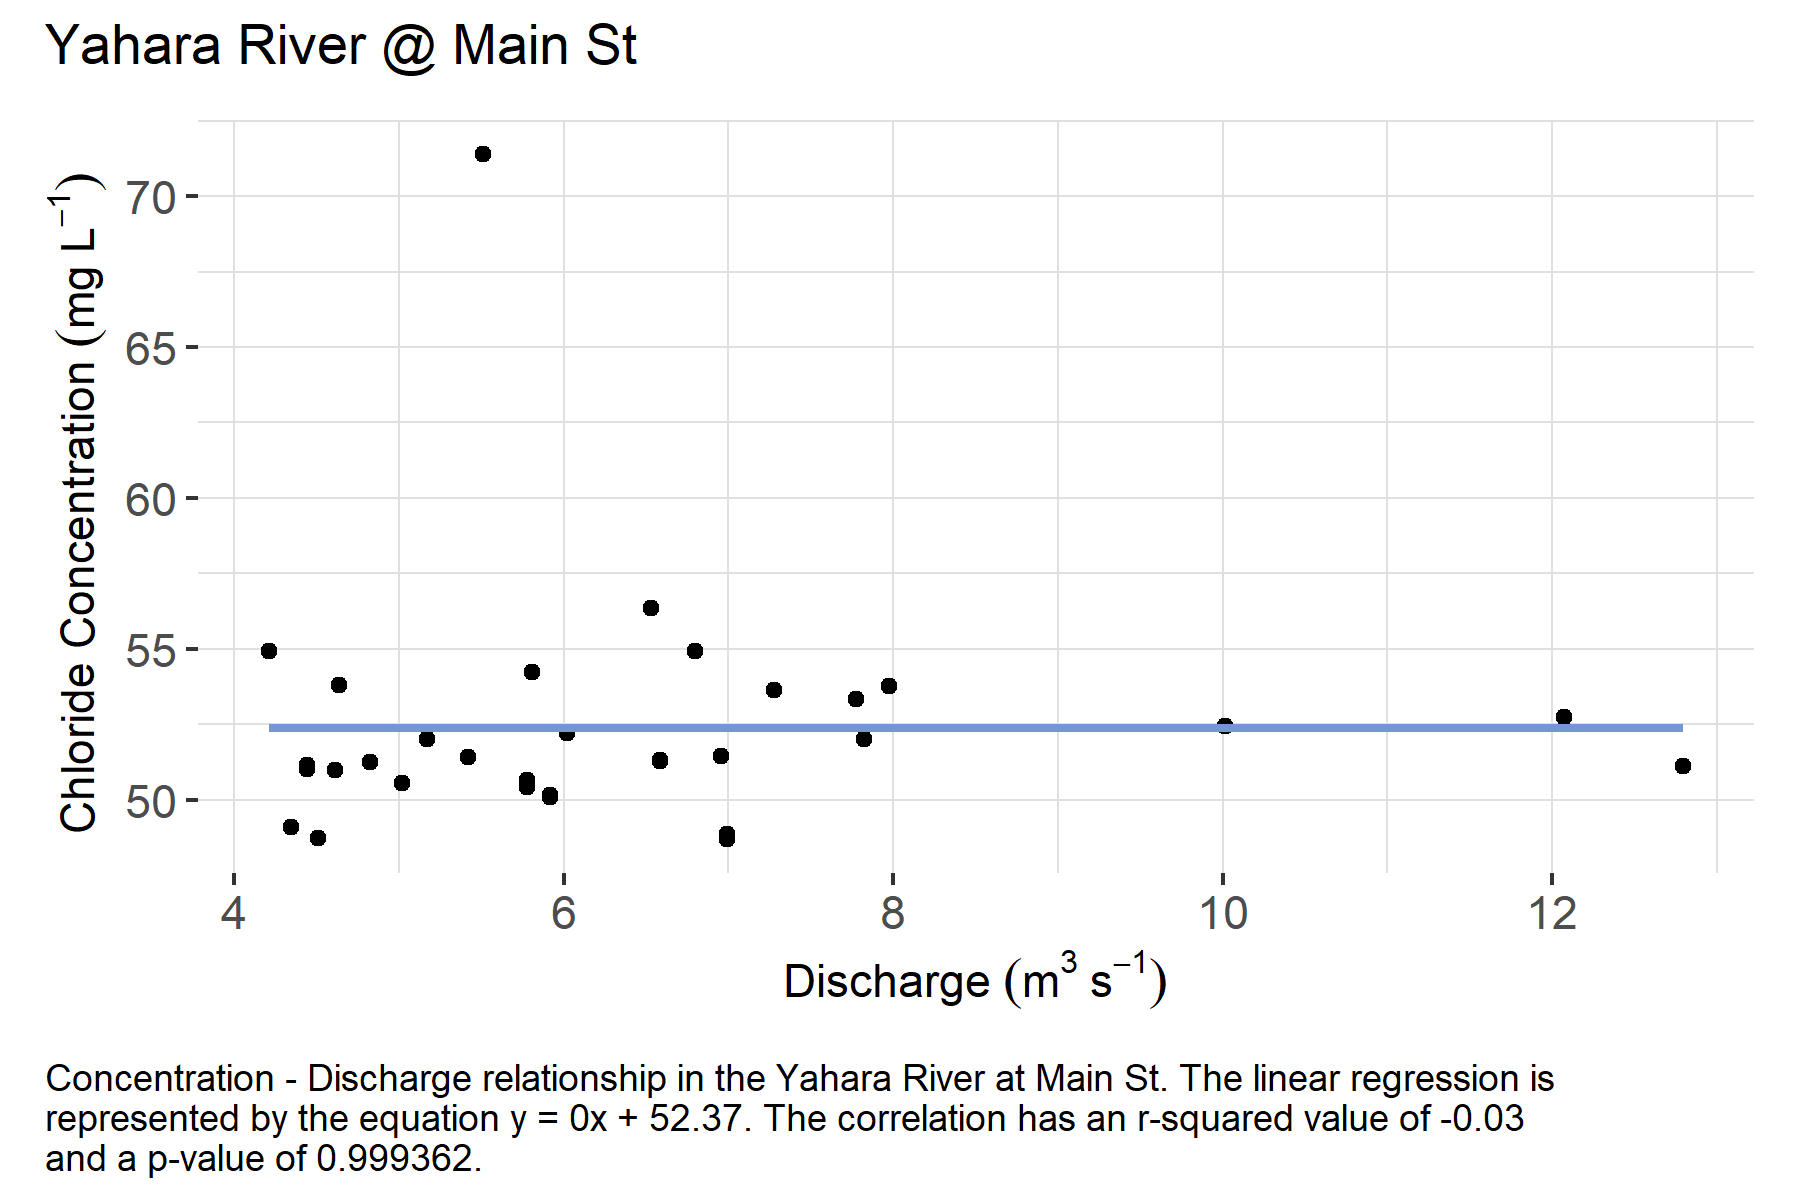 Yahara River @ Main St
Chloride Concentration (mg L⁻¹)
70
65
60
55
50
4 6 8 10 12
Discharge (m³ s⁻¹)
Concentration - Discharge relationship in the Yahara River at Main St. The linear regression is
represented by the equation y = 0x + 52.37. The correlation has an r-squared value of -0.03
and a p-value of 0.999362.